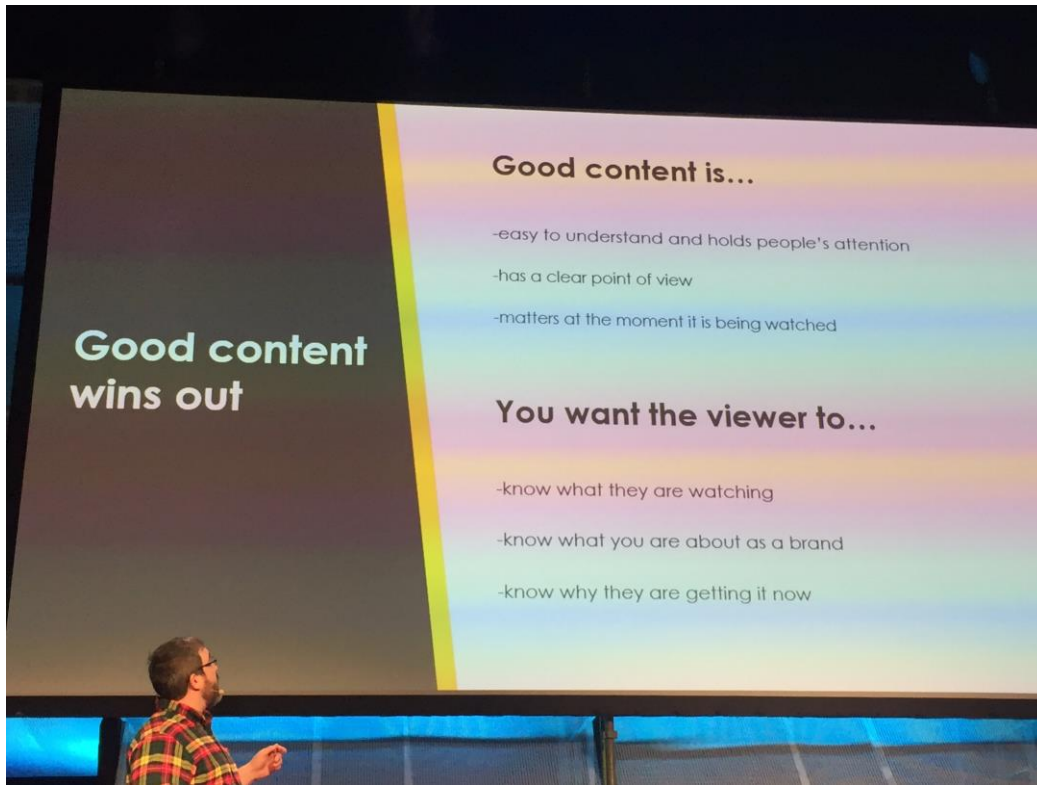 Good content
wins out
Good content is...
-easy to understand and holds people's attention
-has a clear point of view
-matters at the moment it is being watched
You want the viewer to...
-know what they are watching
-know what you are about as a brand
-know why they are getting it now